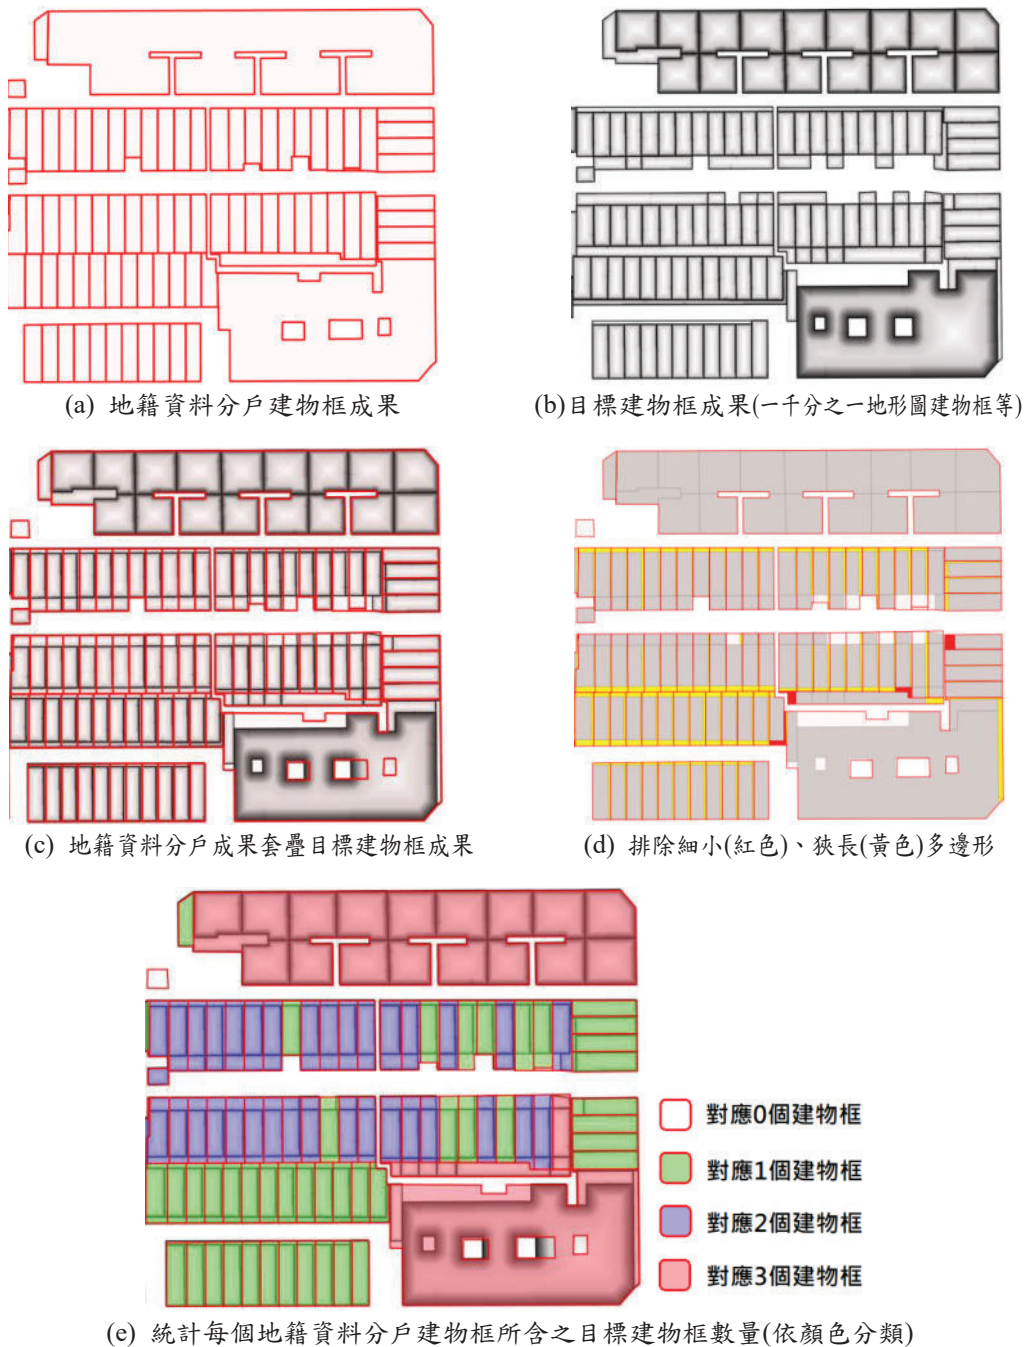 (a) 地籍資料分戶建物框成果
(b)目標建物框成果(一千分之一地形圖建物框等)
(c) 地籍資料分戶成果套疊目標建物框成果
(d) 排除細小(紅色)、狹長(黃色)多邊形
對應0個建物框
對應1個建物框
對應2個建物框
對應3個建物框
(e) 統計每個地籍資料分戶建物框所含之目標建物框數量(依顏色分類)